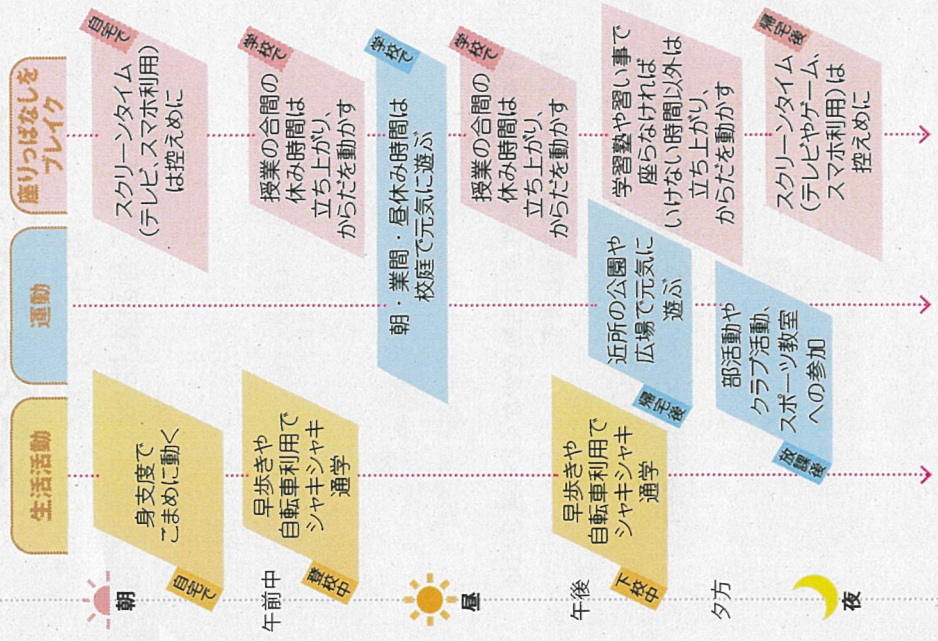 座りっぱなしを
ブレイク
運動
生活活動
朝
午前中
昼
午後
夕方
夜
自宅で
スクリーンタイム
(テレビ、スマホ利用)
は控えめに
学校で
授業の合間の
休み時間は
立ち上がり、
からだを動かす
学校で
朝・業間・昼休み時間は
校庭で元気に遊ぶ
学校で
授業の合間の
休み時間は
立ち上がり、
からだを動かす
学習塾や習い事で
座らなければ
いけない時間以外は
立ち上がり、
からだを動かす
帰宅後
スクリーンタイム
(テレビやゲーム、
スマホ利用)は
控えめに
近所の公園や
広場で元気に
遊ぶ
帰宅後
部活動や
クラブ活動、
スポーツ教室
への参加
放課後
身支度で
こまめに動く
自宅で
早歩きや
自転車利用で
シャキシャキ
通学
登校中
早歩きや
自転車利用で
シャキシャキ
通学
下校中